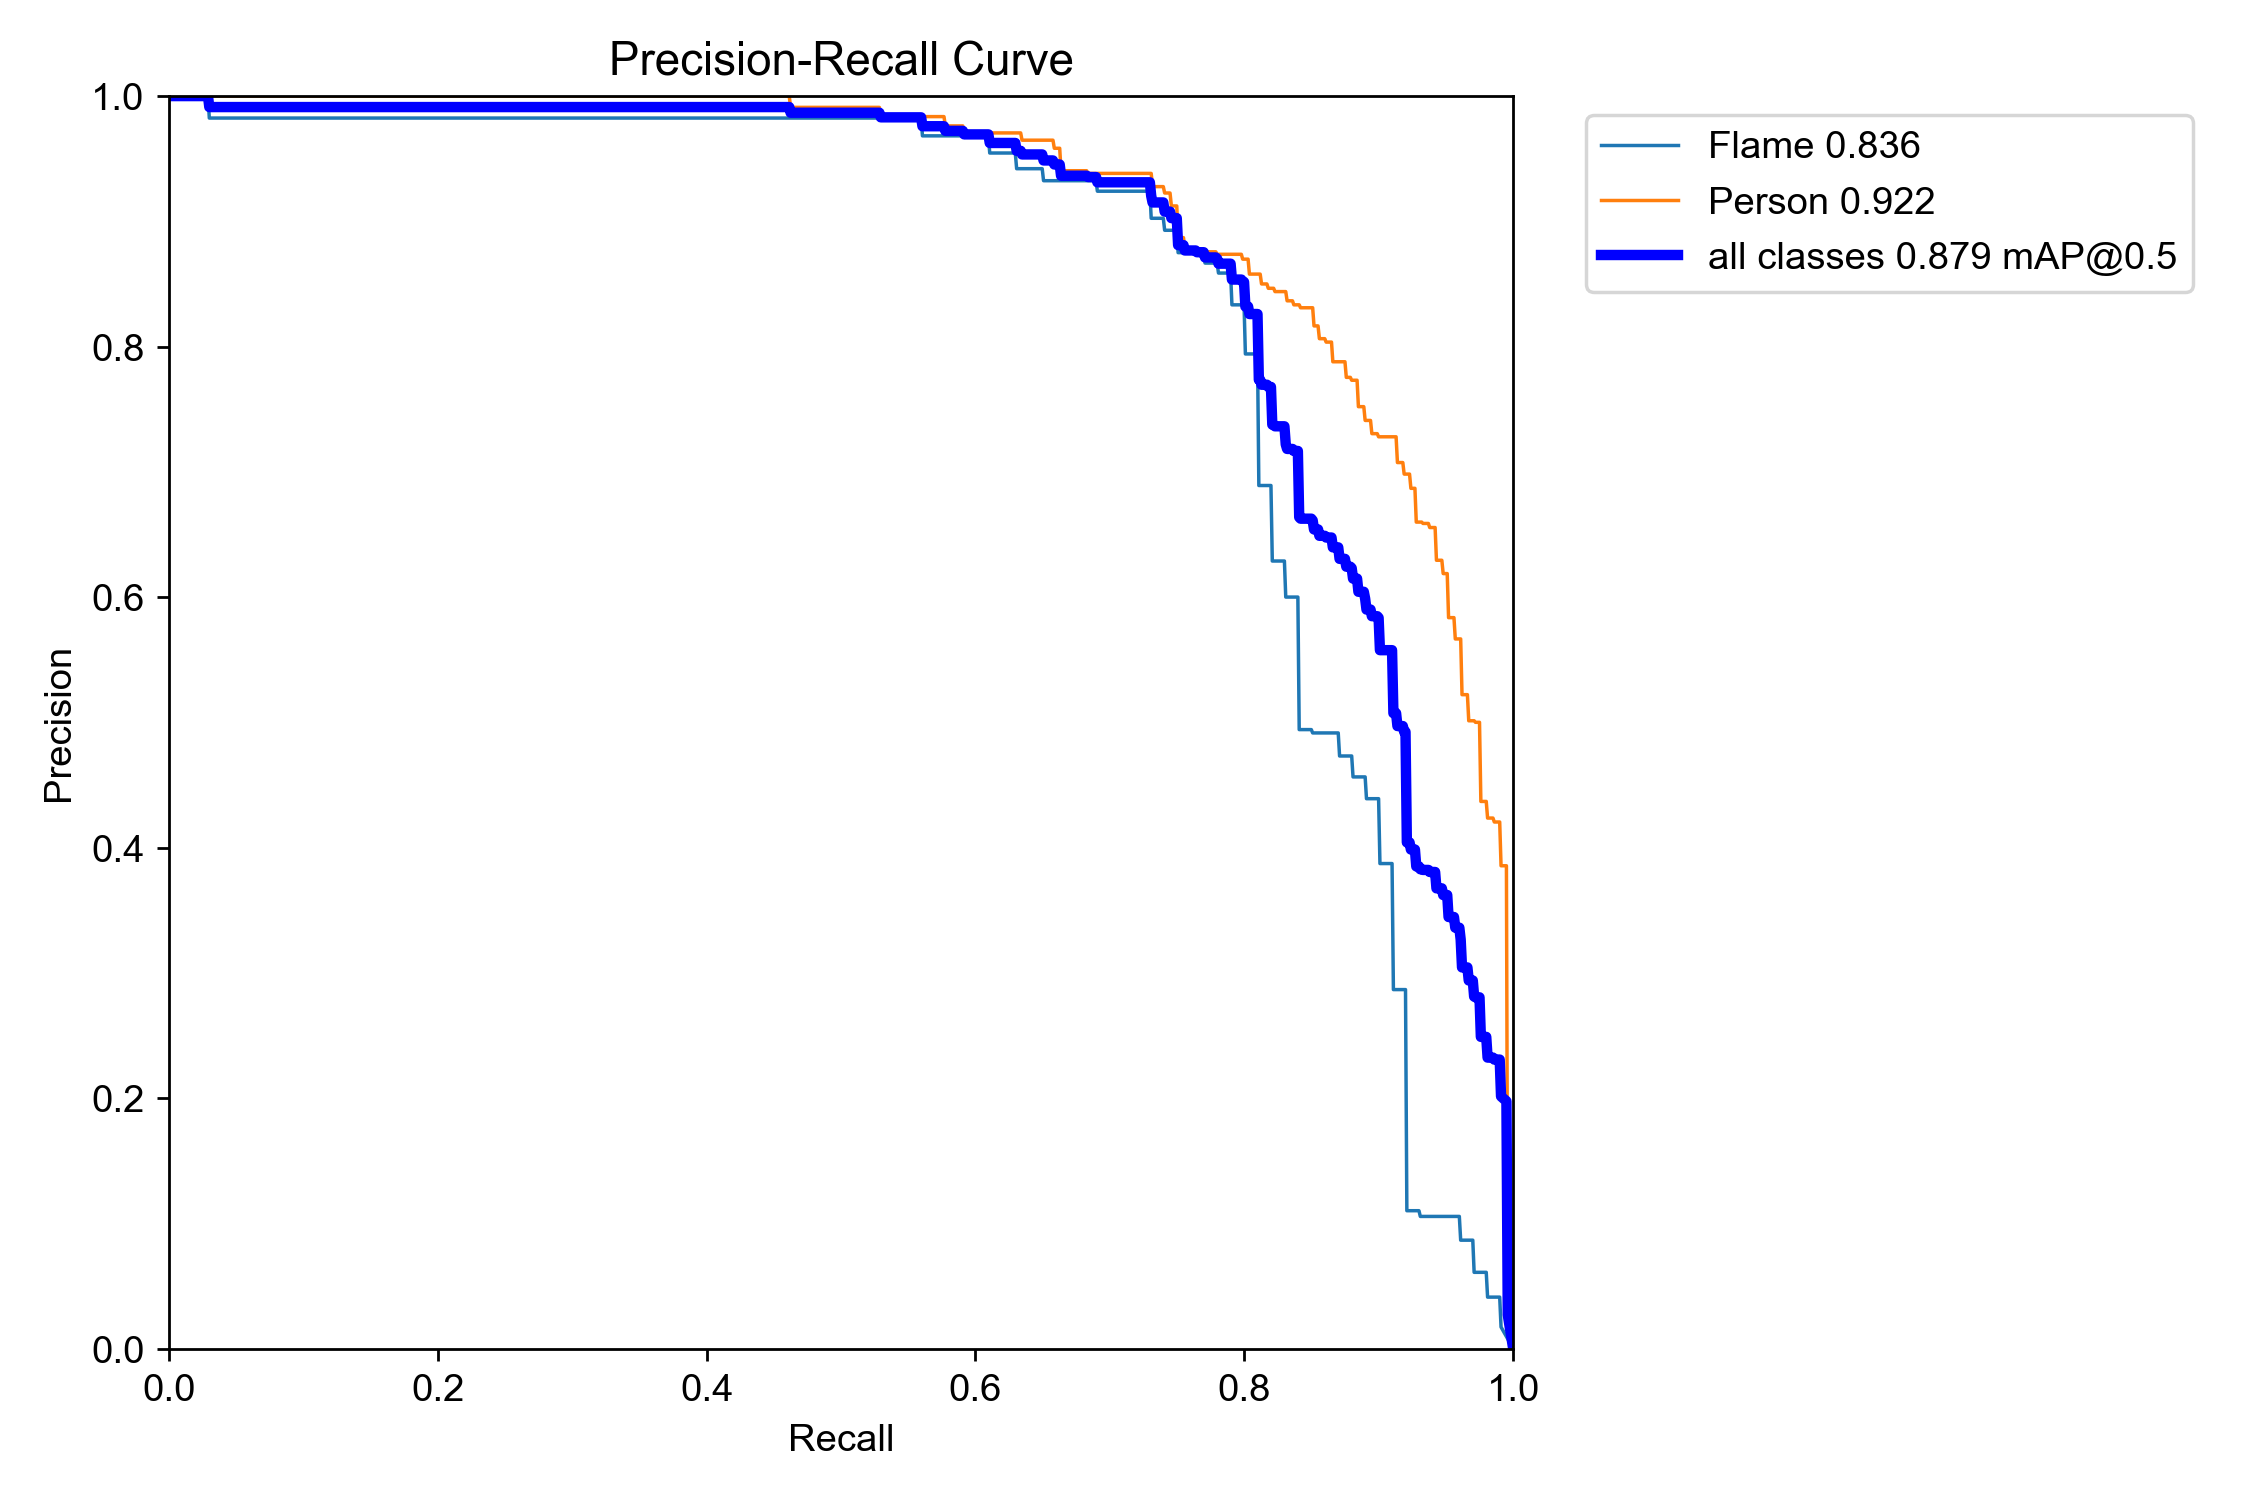 Precision-Recall Curve
1.0
0.8
0.6
0.4
0.2
0.0
Precision
0.0 0.2 0.4 0.6 0.8 1.0
Recall
Flame 0.836
Person 0.922
all classes 0.879 mAP@0.5